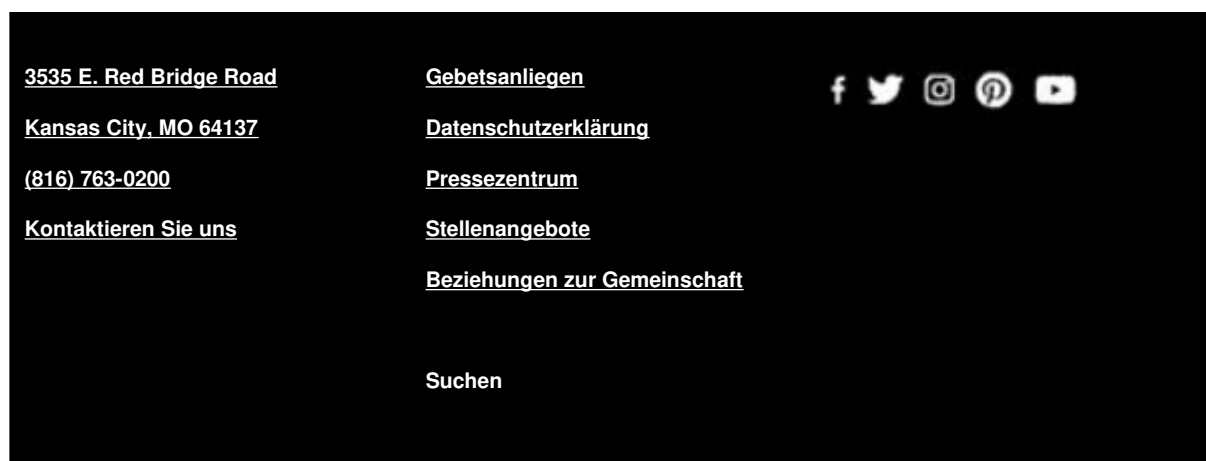 3535 E. Red Bridge Road
Kansas City, MO 64137
(816) 763-0200
Kontaktieren Sie uns
Gebetsanliegen
Datenschutzerklärung
Pressezentrum
Stellenangebote
Beziehungen zur Gemeinschaft
Suchen